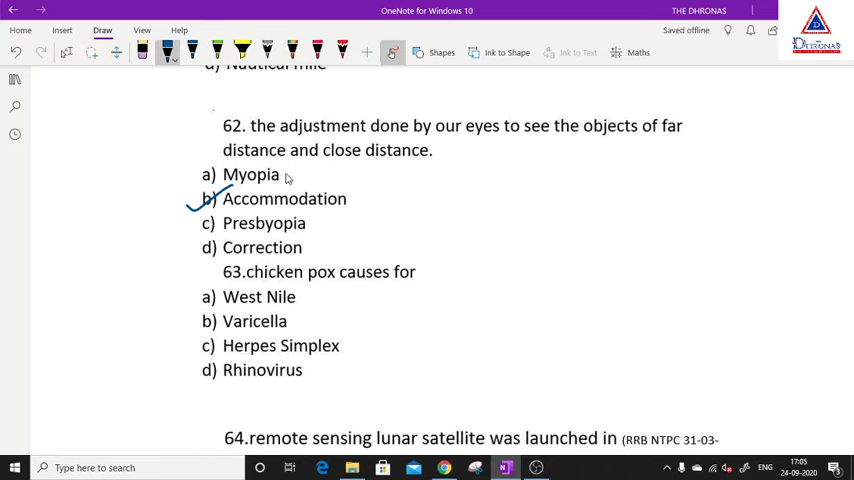 OneNote for Windows 10
THE DHRONAS
Home Insert Draw View Help
Saved offline
Shapes Ink to Shape Ink to Text Maths
d) Nautical mile
62. the adjustment done by our eyes to see the objects of far
distance and close distance.
a) Myopia
b) Accommodation
c) Presbyopia
d) Correction
63.chicken pox causes for
a) West Nile
b) Varicella
c) Herpes Simplex
d) Rhinovirus
64.remote sensing lunar satellite was launched in (RRB NTPC 31-03-
Type here to search
ENG
17:05
24-09-2020
3